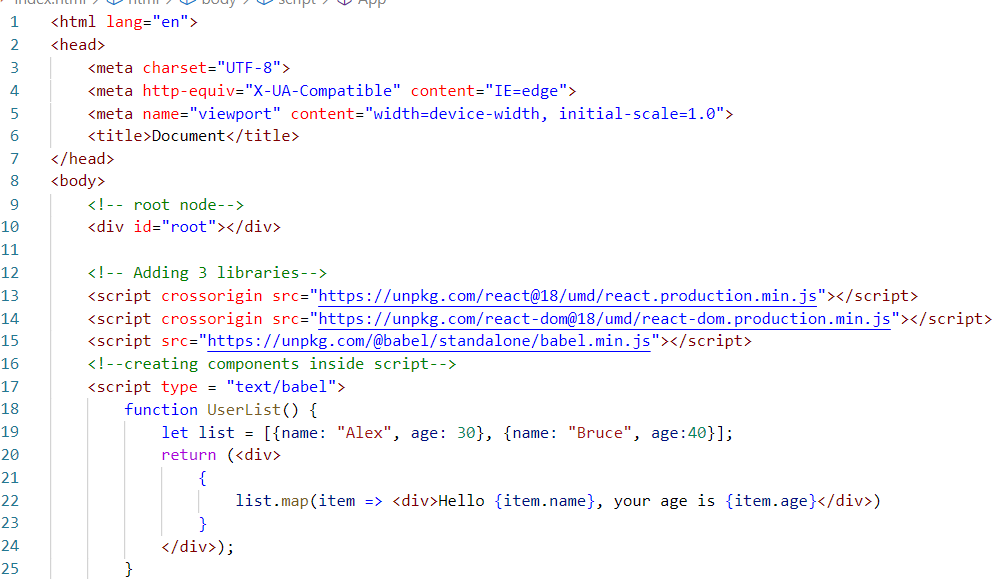 index.html > html > body > script > App
1 <html lang="en">
2 <head>
3     <meta charset="UTF-8">
4     <meta http-equiv="X-UA-Compatible" content="IE=edge">
5     <meta name="viewport" content="width=device-width, initial-scale=1.0">
6     <title>Document</title>
7 </head>
8 <body>
9     <!-- root node-->
10     <div id="root"></div>
11
12     <!-- Adding 3 libraries-->
13     <script crossorigin src="https://unpkg.com/react@18/umd/react.production.min.js"></script>
14     <script crossorigin src="https://unpkg.com/react-dom@18/umd/react-dom.production.min.js"></script>
15     <script src="https://unpkg.com/@babel/standalone/babel.min.js"></script>
16     <!--creating components inside script-->
17     <script type = "text/babel">
18         function UserList() {
19             let list = [{name: "Alex", age: 30}, {name: "Bruce", age:40}];
20             return (<div>
21                 {
22                     list.map(item => <div>Hello {item.name}, your age is {item.age}</div>)
23                 }
24             </div>);
25         }